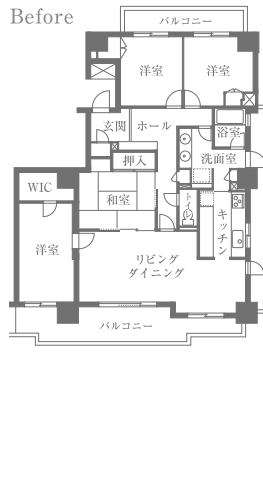 Before
バルコニー
洋室
洋室
玄関
ホール
浴室
洗面室
押入
WIC
和室
トイレ
キッチン
洋室
リビング
ダイニング
バルコニー